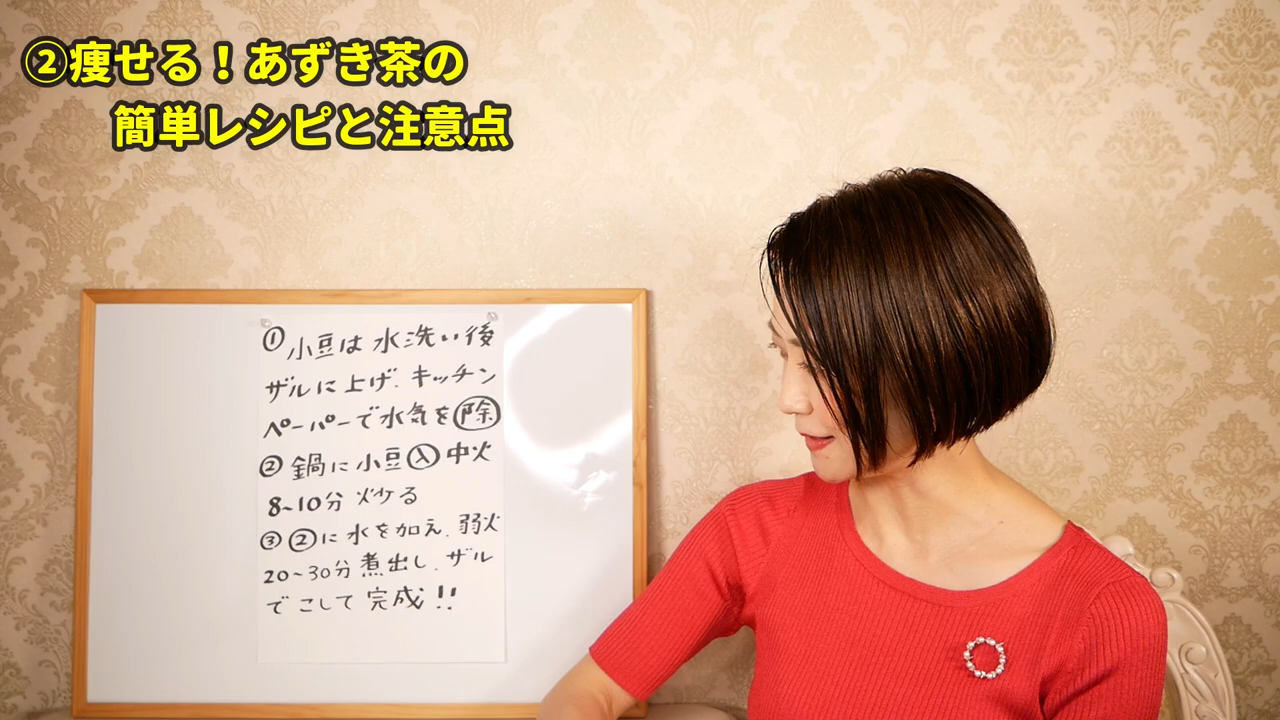 ②痩せる！あずき茶の
簡単レシピと注意点
①小豆は水洗い後
ザルに上げ、キッチン
ペーパーで水気を除
②鍋に小豆入中火
8~10分炒る
③②に水を加え、弱火
20~30分煮出し、ザル
でこして完成!!